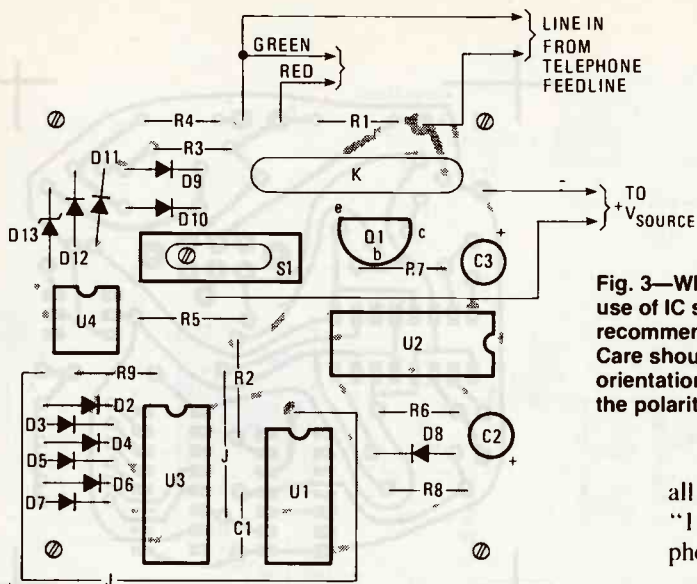 LINE IN
FROM
TELEPHONE
FEEDLINE
GREEN
RED
R4
R1
R3
D11
D9
K
D10
TO
+VSOURCE
D13
D12
e
Q1
c
b
S1
R7
C3
+
U4
R5
U2
R9
R2
R6
D2
D3
D4
D5
D6
D7
U3
J
U1
D8
C2
+
R8
C1
J
Fig. 3—
use of IC
recommen
Care shou
orientation
the polarit
all
"1
pho